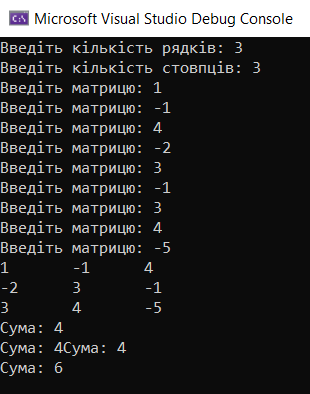 Microsoft Visual Studio Debug Console
Введіть кількість рядків: 3
Введіть кількість стовпців: 3
Введіть матрицю: 1
Введіть матрицю: -1
Введіть матрицю: 4
Введіть матрицю: -2
Введіть матрицю: 3
Введіть матрицю: -1
Введіть матрицю: 3
Введіть матрицю: 4
Введіть матрицю: -5
1 -1 4
-2 3 -1
3 4 -5
Сума: 4
Сума: 4Сума: 4
Сума: 6